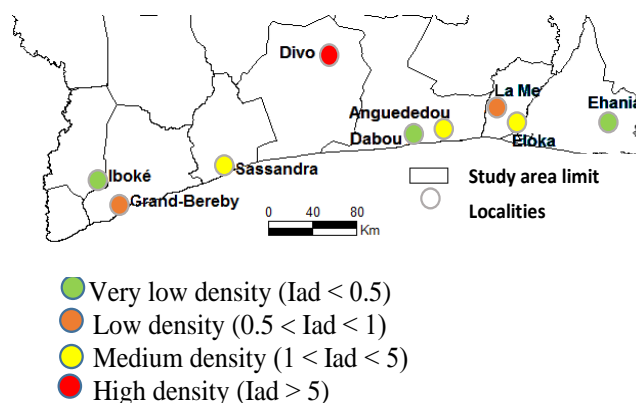 Divo
La Me
Ehania
Anguededou
Dabou
Elóka
Iboké
Sassandra
Grand-Bereby
Study area limit
Localities
0 40 80
Km
Very low density (Iad < 0.5)
Low density (0.5 < Iad < 1)
Medium density (1 < Iad < 5)
High density (Iad > 5)